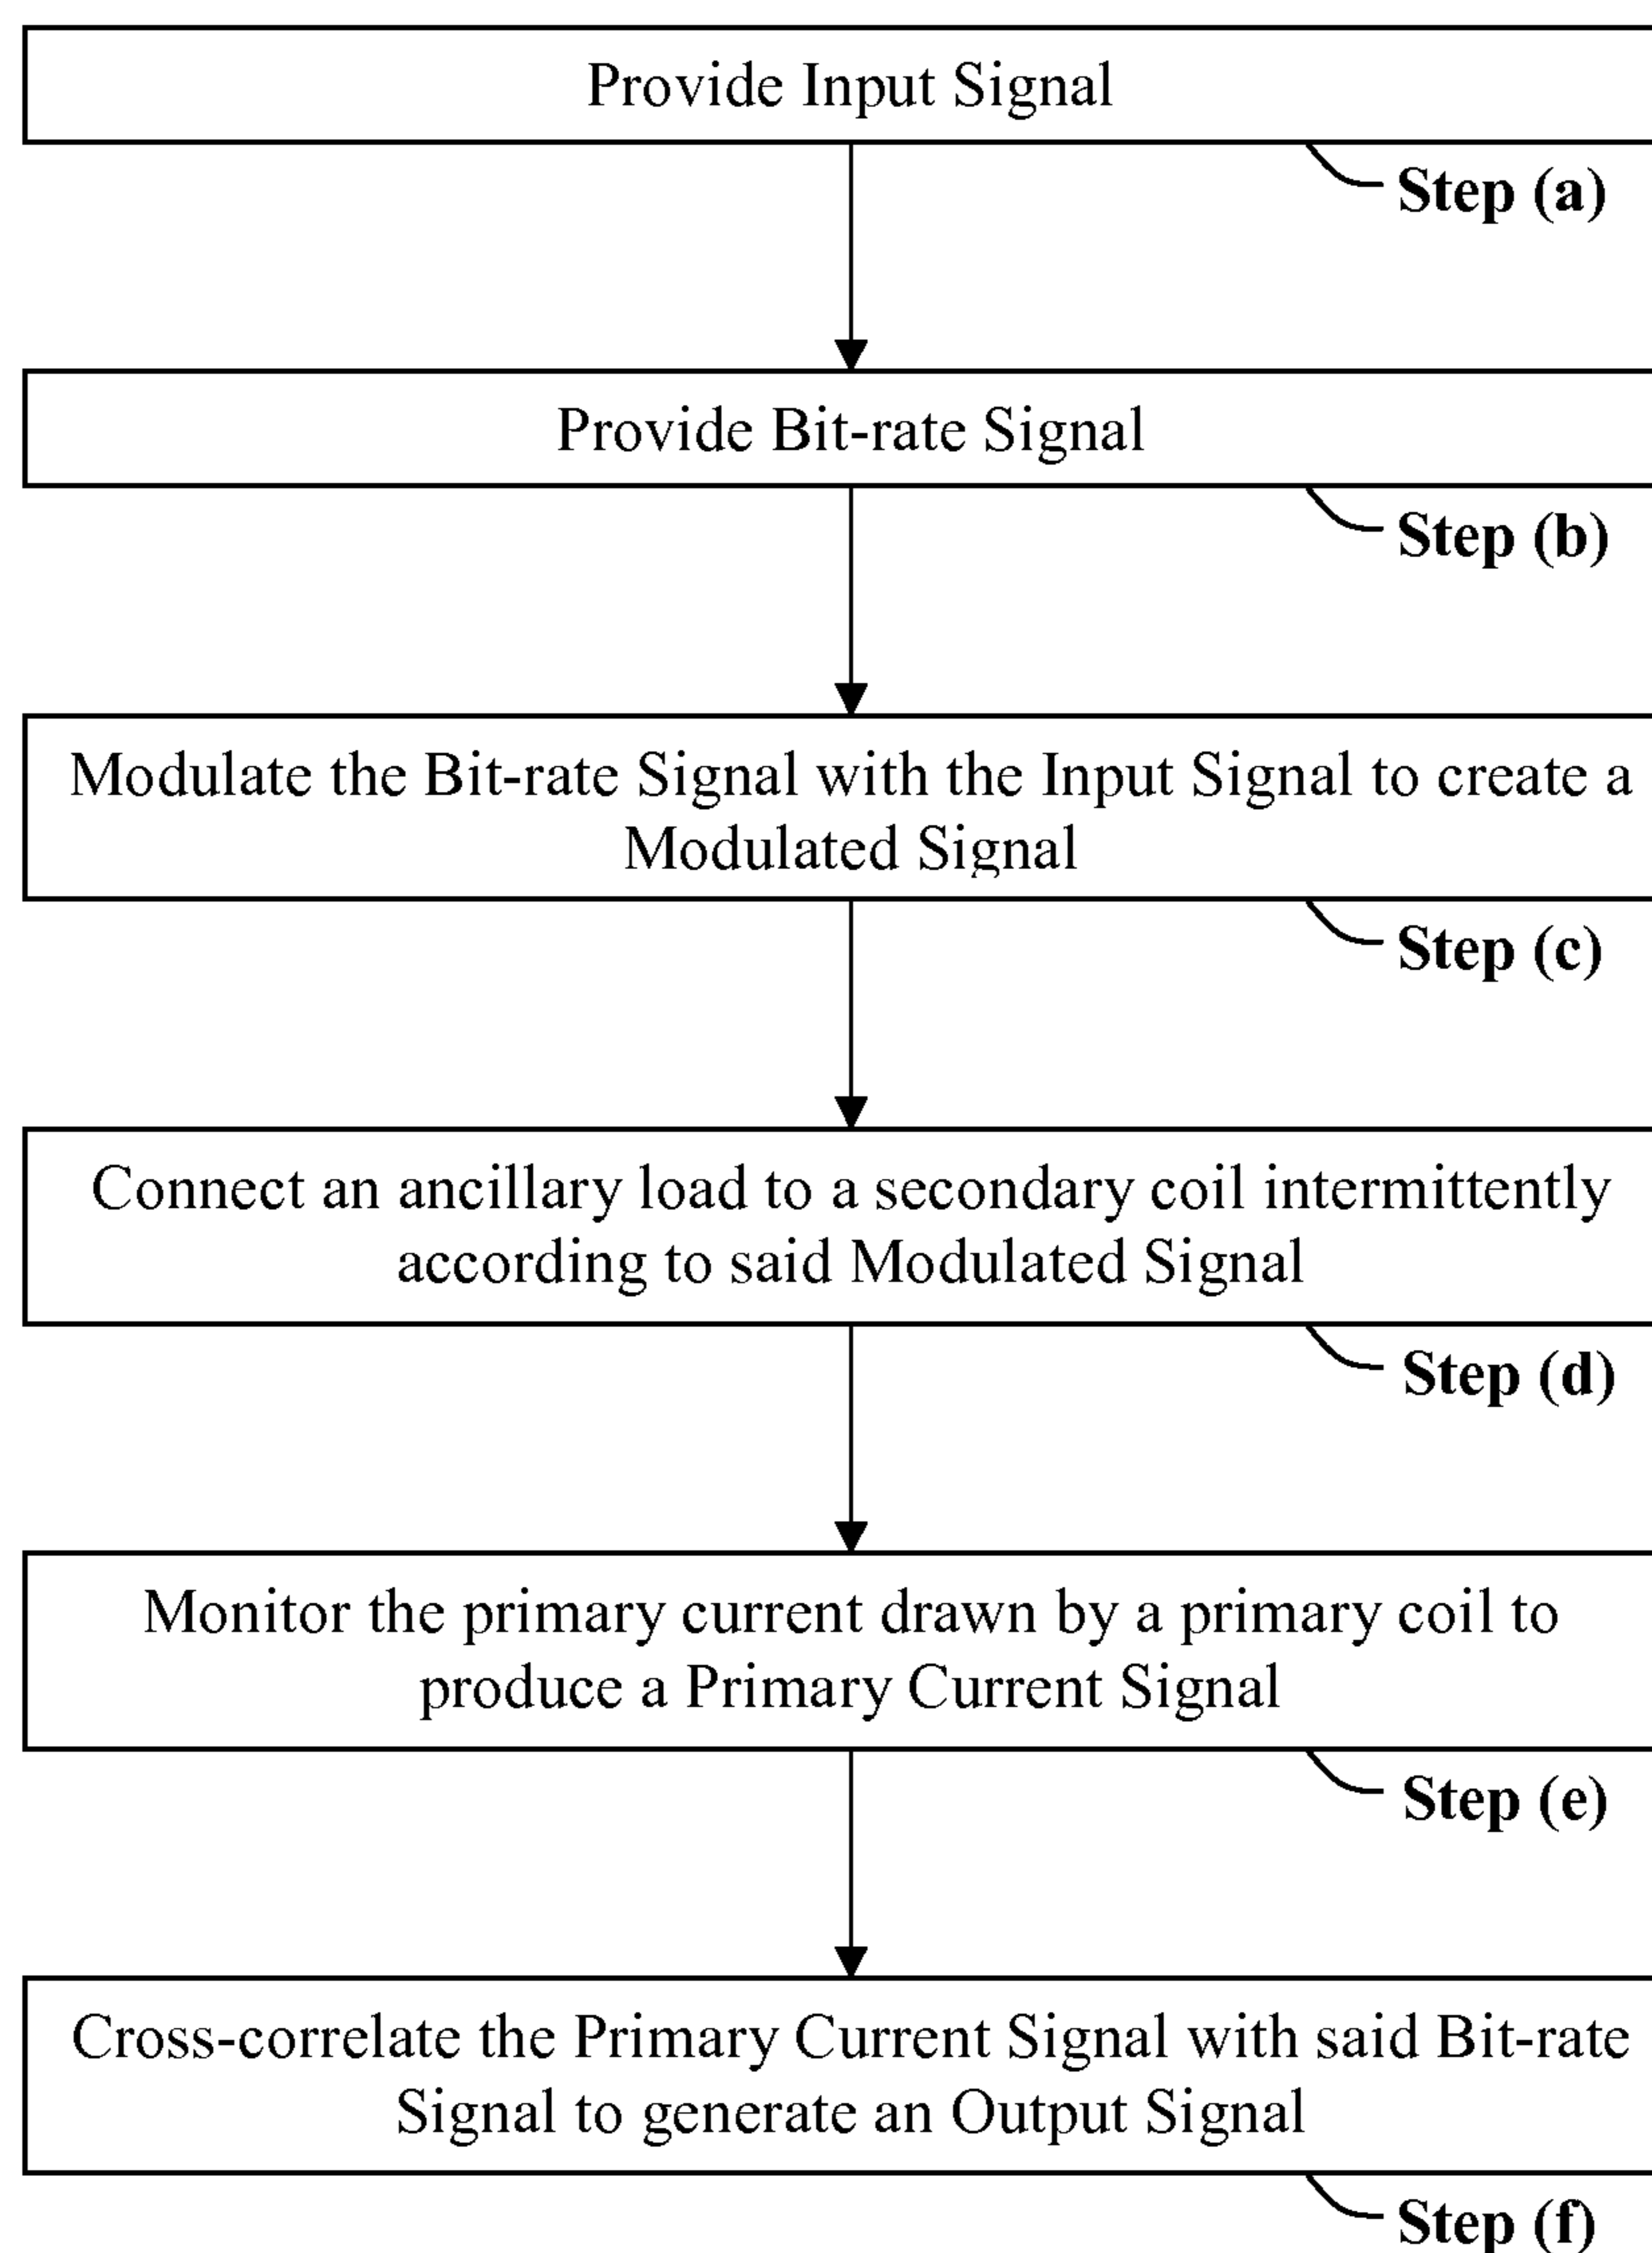 Provide Input Signal
Step (a)
Provide Bit-rate Signal
Step (b)
Modulate the Bit-rate Signal with the Input Signal to create a
Modulated Signal
Step (c)
Connect an ancillary load to a secondary coil intermittently
according to said Modulated Signal
Step (d)
Monitor the primary current drawn by a primary coil to
produce a Primary Current Signal
Step (e)
Cross-correlate the Primary Current Signal with said Bit-rate
Signal to generate an Output Signal
Step (f)